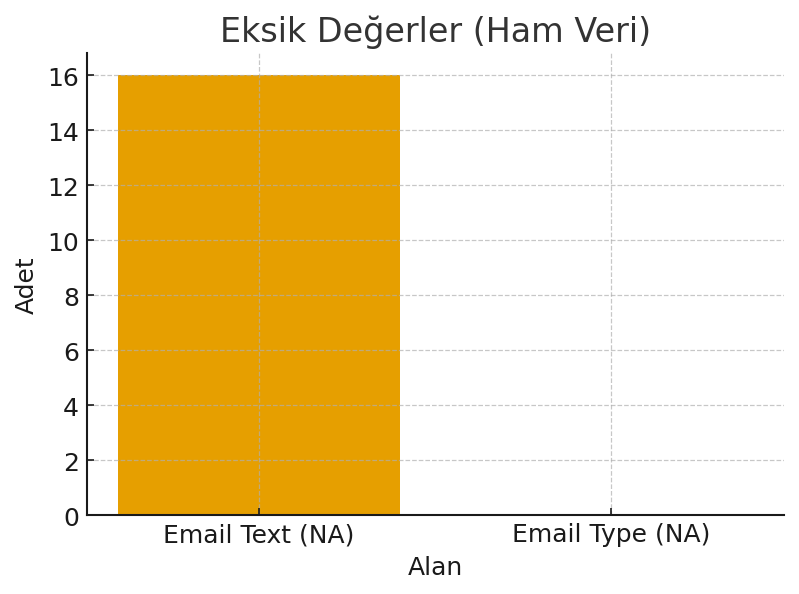 Eksik Değerler (Ham Veri)
16
14
12
10
8
6
4
2
0
Adet
Email Text (NA)
Email Type (NA)
Alan